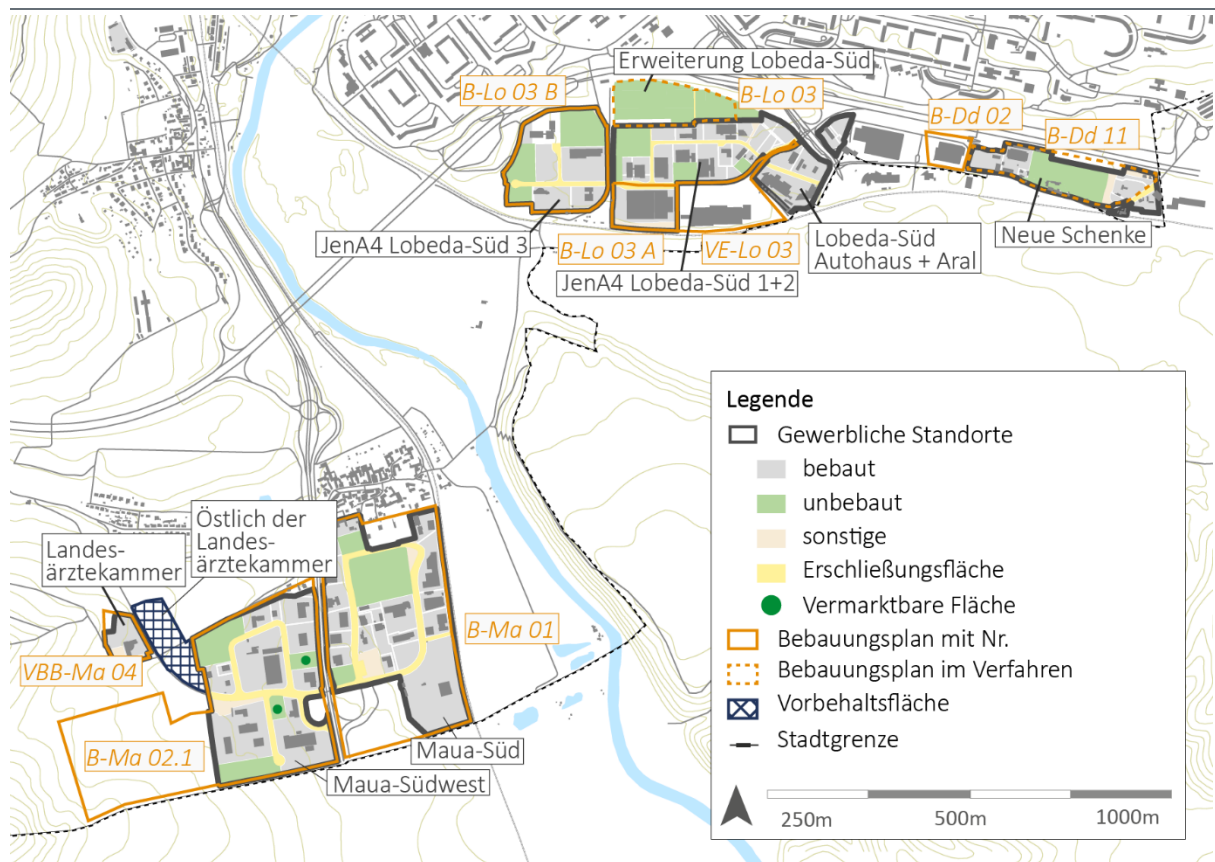 Erweiterung Lobeda-Süd
B-Lo 03 B
B-Lo 03
B-Dd 02
B-Dd 11
JenA4 Lobeda-Süd 3
B-Lo 03 A
VE-Lo 03
Lobeda-Süd
Autohaus + Aral
Neue Schenke
JenA4 Lobeda-Süd 1+2
Östlich der
Landes-
ärztekammer
Landes-
ärztekammer
B-Ma 01
VBB-Ma 04
B-Ma 02.1
Maua-Süd
Maua-Südwest
Legende
Gewerbliche Standorte
bebaut
unbebaut
sonstige
Erschließungsfläche
Vermarktbare Fläche
Bebauungsplan mit Nr.
Bebauungsplan im Verfahren
Vorbehaltsfläche
Stadtgrenze
250m 500m 1000m